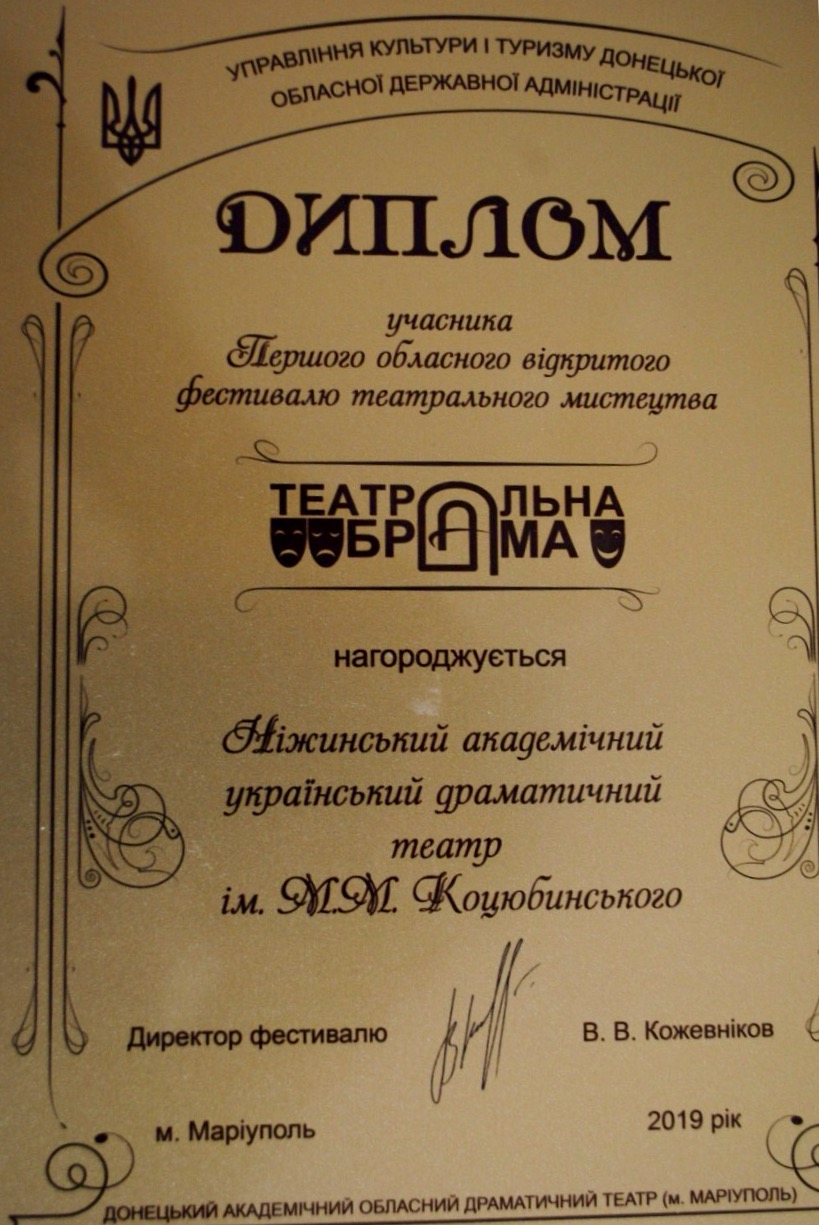 УПРАВЛІННЯ КУЛЬТУРИ І ТУРИЗМУ ДОНЕЦЬКОЇ
ОБЛАСНОЇ ДЕРЖАВНОЇ АДМІНІСТРАЦІЇ
ДИПЛОМ
учасника
Першого обласного відкритого
фестивалю театрального мистецтва
ТЕАТРАЛЬНА
БРАМА
нагороджується
Ніжинський академічний
український драматичний
театр
ім. М.М. Коцюбинського
Директор фестивалю В. В. Кожевніков
м. Маріуполь 2019 рік
ДОНЕЦЬКИЙ АКАДЕМІЧНИЙ ОБЛАСНИЙ ДРАМАТИЧНИЙ ТЕАТР (м. МАРІУПОЛЬ)